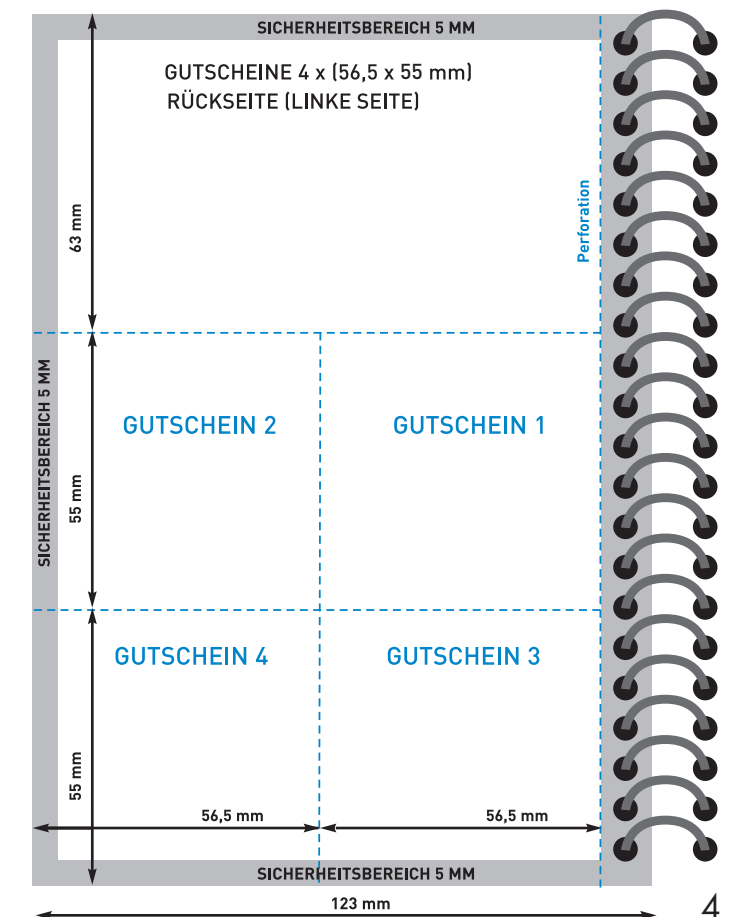 SICHERHEITSBEREICH 5 MM
GUTSCHEINE 4 x (56,5 x 55 mm)
RÜCKSEITE (LINKE SEITE)
63 mm
Perforation
SICHERHEITSBEREICH 5 MM
GUTSCHEIN 2
GUTSCHEIN 1
55 mm
GUTSCHEIN 4
GUTSCHEIN 3
55 mm
56,5 mm
56,5 mm
SICHERHEITSBEREICH 5 MM
123 mm
4